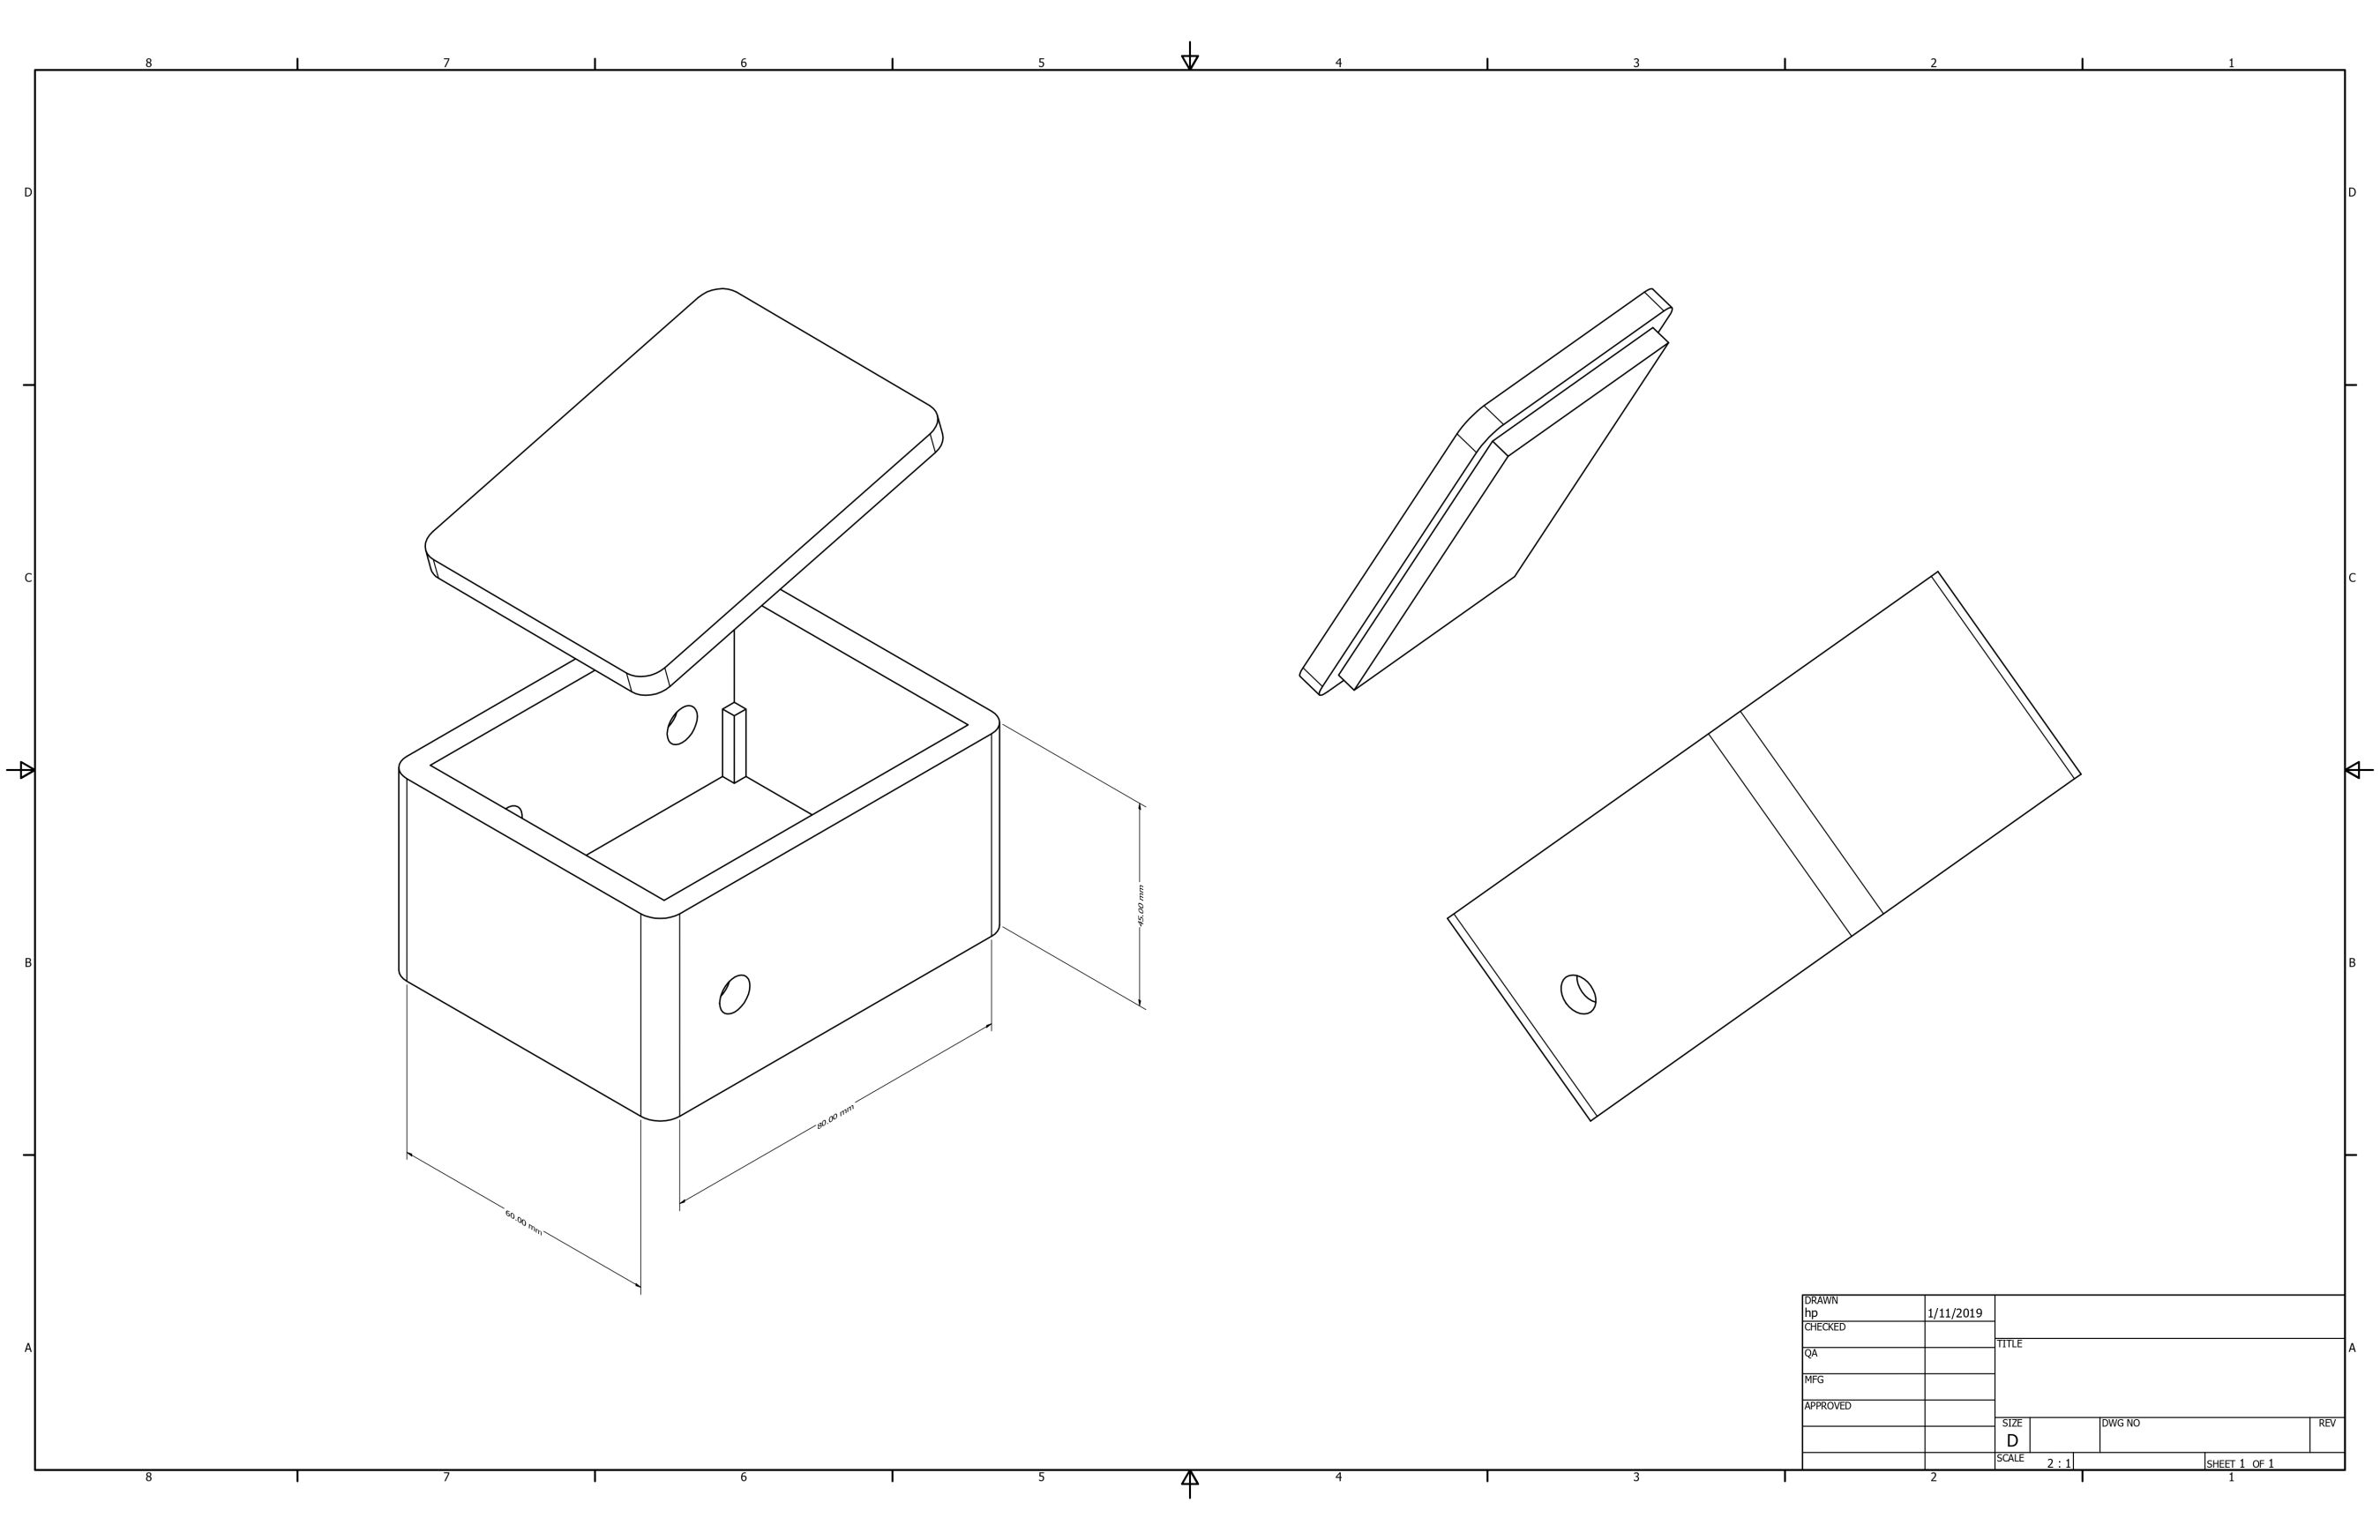 8 7 6 5 4 3 2 1
D D
C C
45.00 mm
B B
80.00 mm
60.00 mm
DRAWN
hp 1/11/2019
CHECKED
TITLE
A QA A
MFG
APPROVED
SIZE DWG NO REV
D
SCALE 2 : 1 SHEET 1 OF 1
8 7 6 5 4 3 2 1